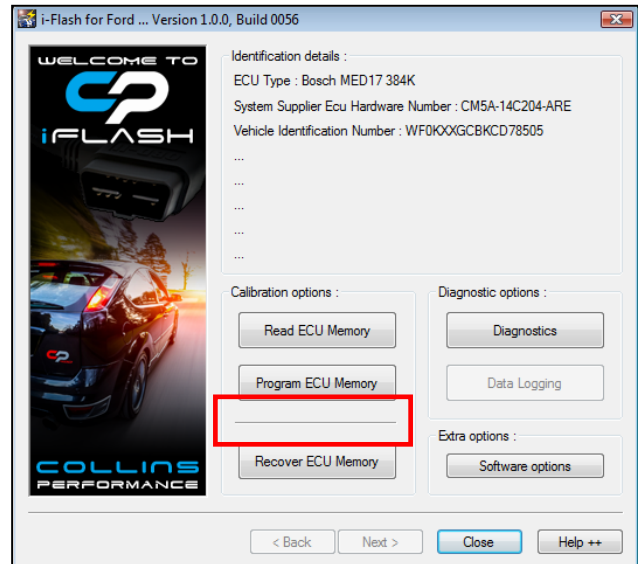 i-Flash for Ford ... Version 1.0.0, Build 0056
WELCOME TO
CP
iFLASH
COLLINS
PERFORMANCE
Identification details :
ECU Type : Bosch MED17 384K
System Supplier Ecu Hardware Number : CM5A-14C204-ARE
Vehicle Identification Number : WF0KXXGCBKCD78505
...
...
...
...
...
Calibration options :
Read ECU Memory
Program ECU Memory
Recover ECU Memory
Diagnostic options :
Diagnostics
Data Logging
Extra options :
Software options
< Back
Next >
Close
Help ++